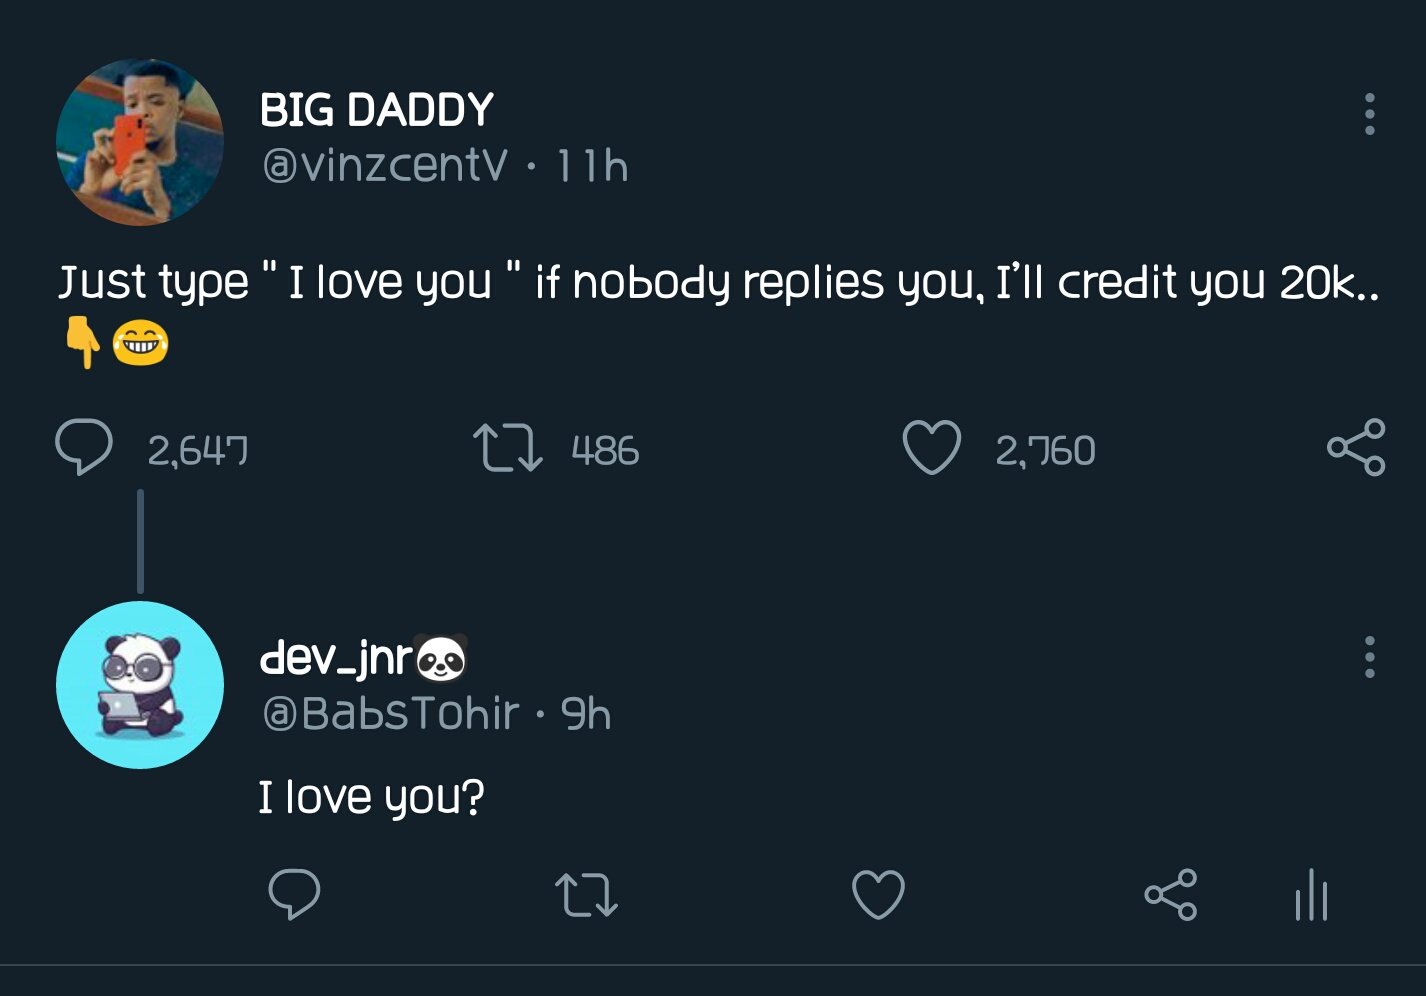 BIG DADDY
@vinzcentV · 11h
Just type " I love you " if nobody replies you, I’ll credit you 20k..
👇😂
2,647 486 2,760
dev_jnr🐼
@BabsTohir · 9h
I love you?